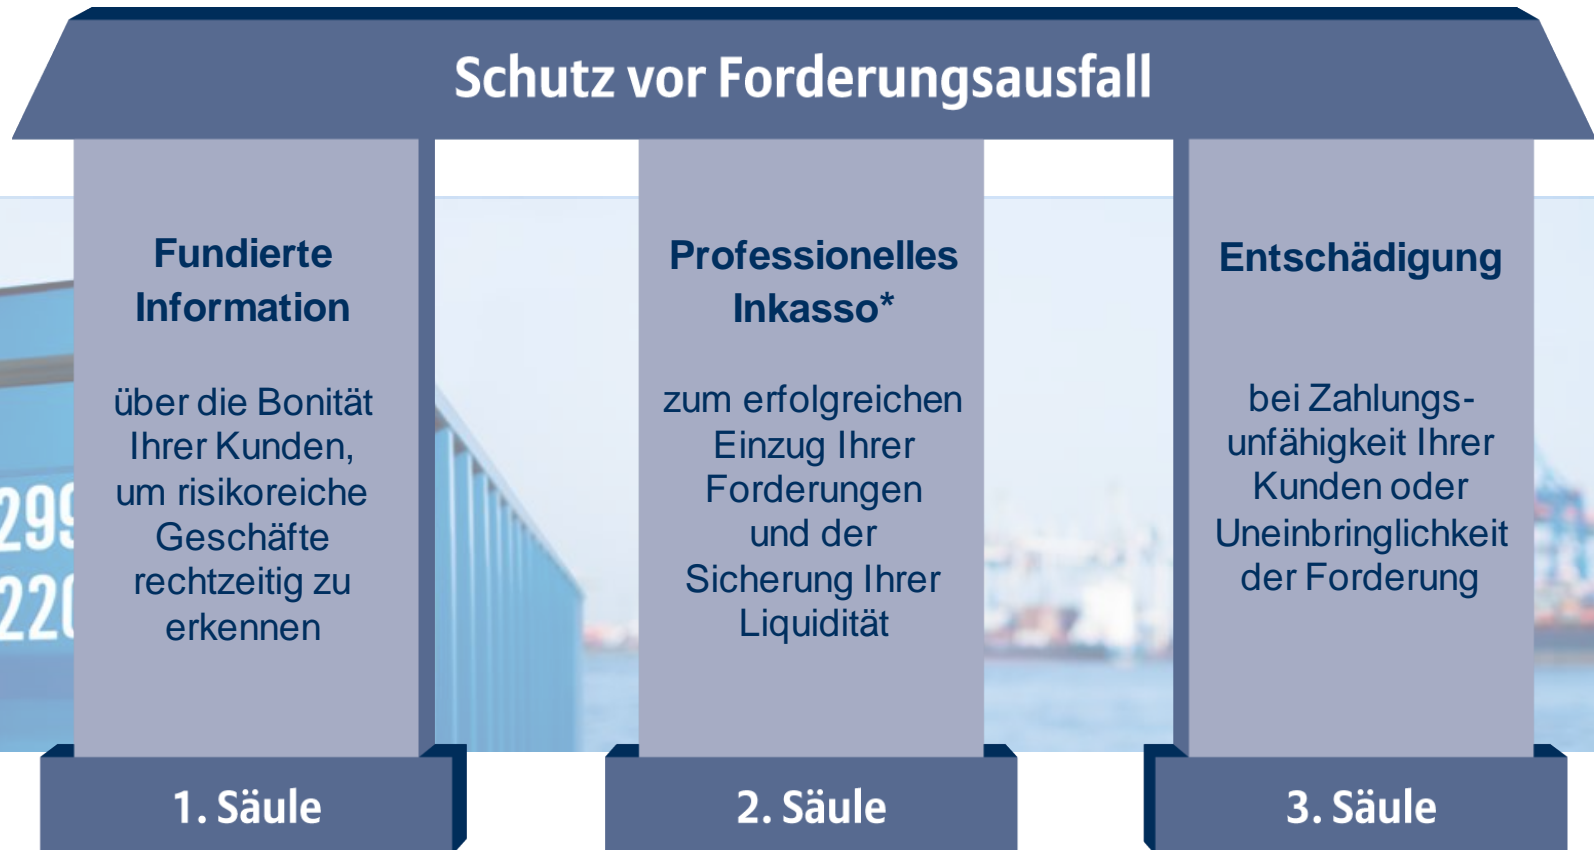 Schutz vor Forderungsausfall
Fundierte
Information
über die Bonität
Ihrer Kunden,
um risikoreiche
Geschäfte
rechtzeitig zu
erkennen
1. Säule
Professionelles
Inkasso*
zum erfolgreichen
Einzug Ihrer
Forderungen
und der
Sicherung Ihrer
Liquidität
2. Säule
Entschädigung
bei Zahlungs-
unfähigkeit Ihrer
Kunden oder
Uneinbringlichkeit
der Forderung
3. Säule